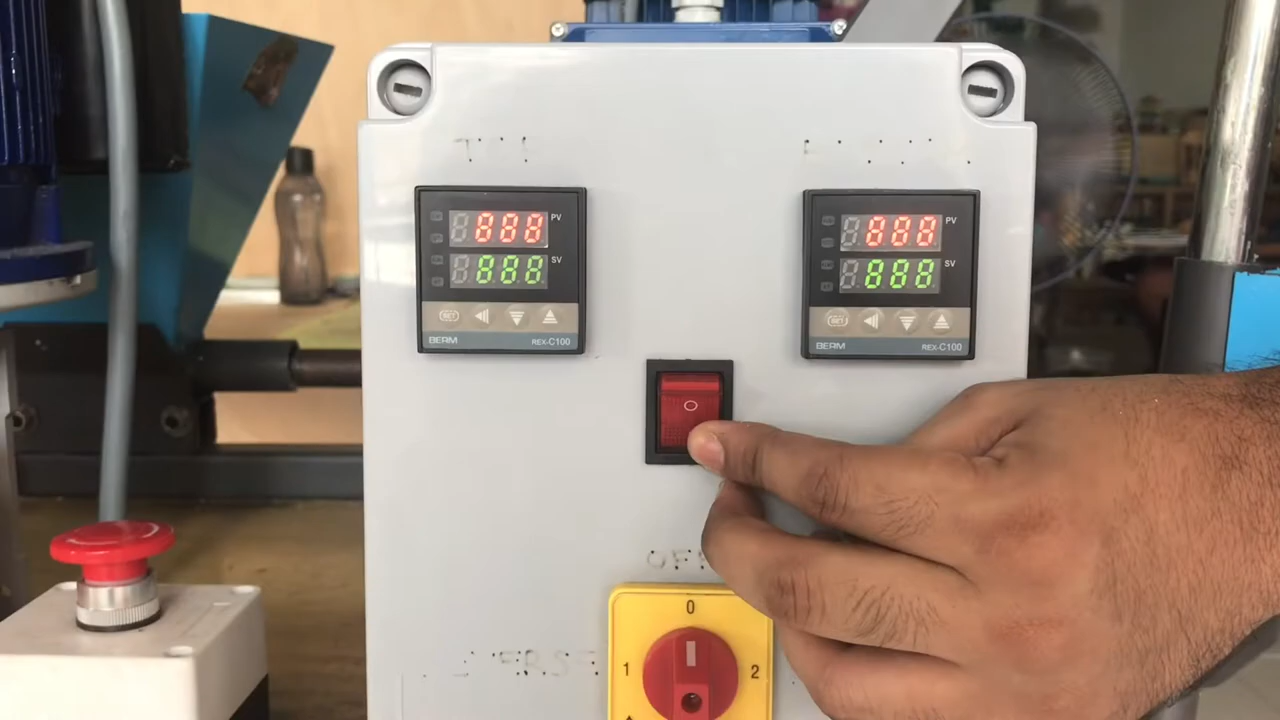 888 PV
888 SV
SET
BERM REX-C100
888 PV
888 SV
SET
BERM REX-C100
OFF
0
1 2